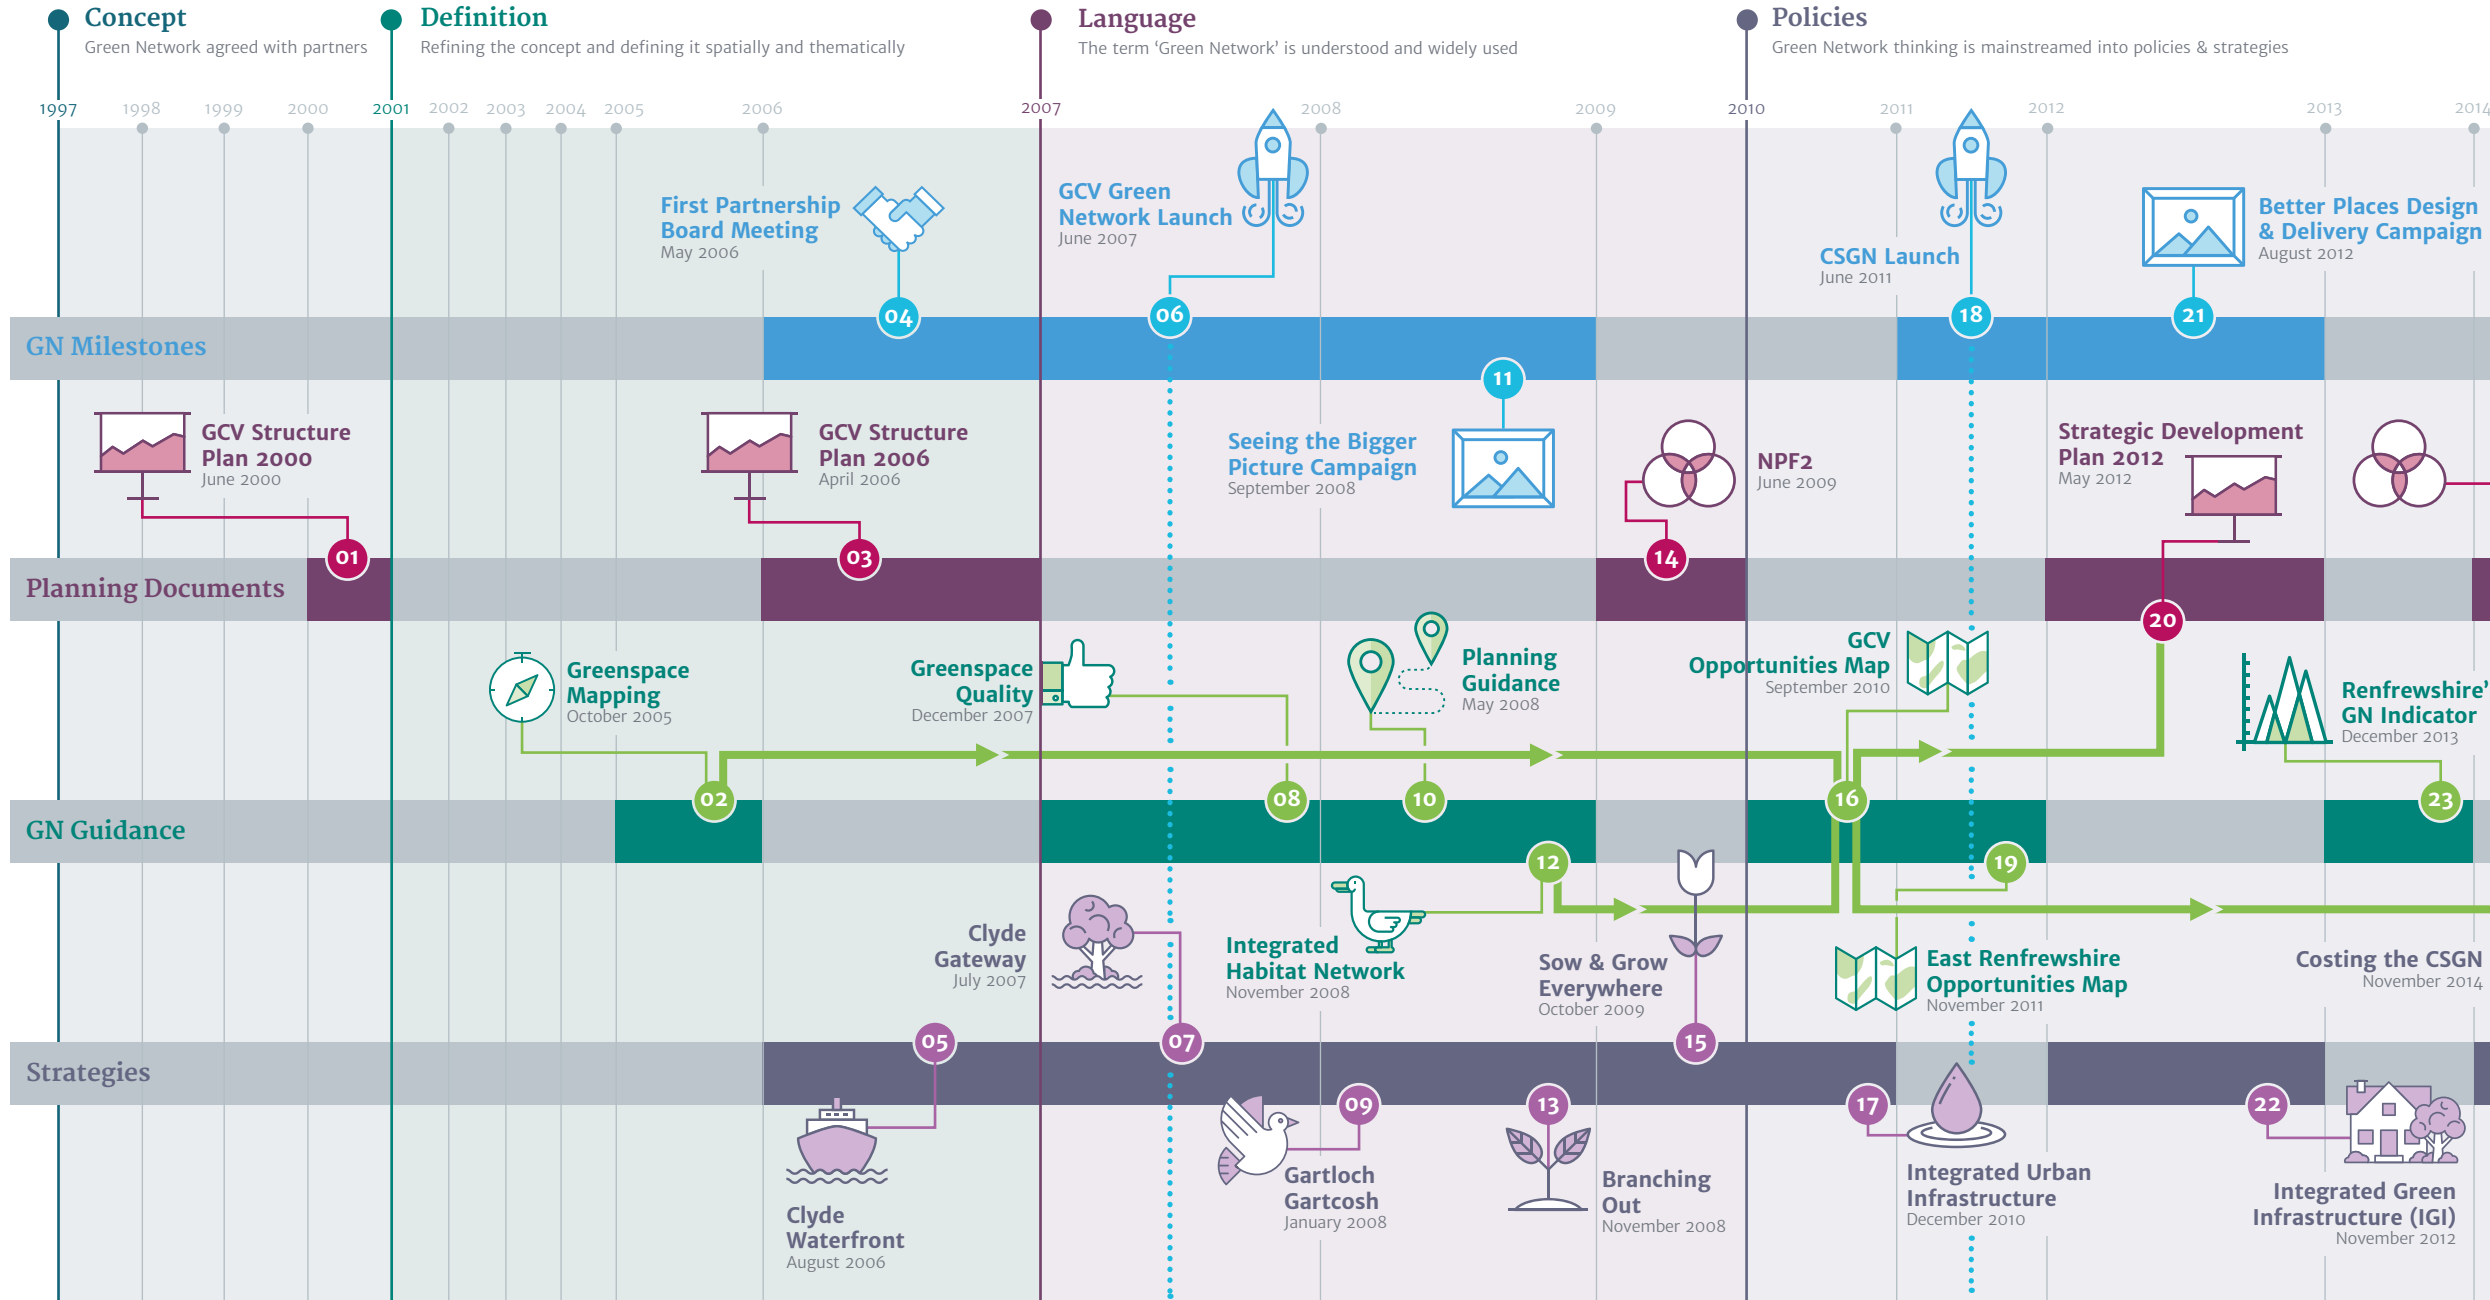 Concept
Green Network agreed with partners
Definition
Refining the concept and defining it spatially and thematically
Language
The term ‘Green Network’ is understood and widely used
Policies
Green Network thinking is mainstreamed into policies & strategies
1997 1998 1999 2000 2001 2002 2003 2004 2005 2006 2007 2008 2009 2010 2011 2012 2013 2014
First Partnership
Board Meeting
May 2006
GCV Green
Network Launch
June 2007
CSGN Launch
June 2011
Better Places Design
& Delivery Campaign
August 2012
04 06 18 21
GN Milestones
11
GCV Structure
Plan 2000
June 2000
GCV Structure
Plan 2006
April 2006
Seeing the Bigger
Picture Campaign
September 2008
NPF2
June 2009
Strategic Development
Plan 2012
May 2012
01 03 14
Planning Documents
20
Greenspace
Mapping
October 2005
Greenspace
Quality
December 2007
Planning
Guidance
May 2008
GCV
Opportunities Map
September 2010
Renfrewshire’
GN Indicator
December 2013
02 08 10 16 23
GN Guidance
12 19
Clyde
Gateway
July 2007
Integrated
Habitat Network
November 2008
Sow & Grow
Everywhere
October 2009
East Renfrewshire
Opportunities Map
November 2011
Costing the CSGN
November 2014
05 07 15
Strategies
09 13 17 22
Clyde
Waterfront
August 2006
Gartloch
Gartcosh
January 2008
Branching
Out
November 2008
Integrated Urban
Infrastructure
December 2010
Integrated Green
Infrastructure (IGI)
November 2012